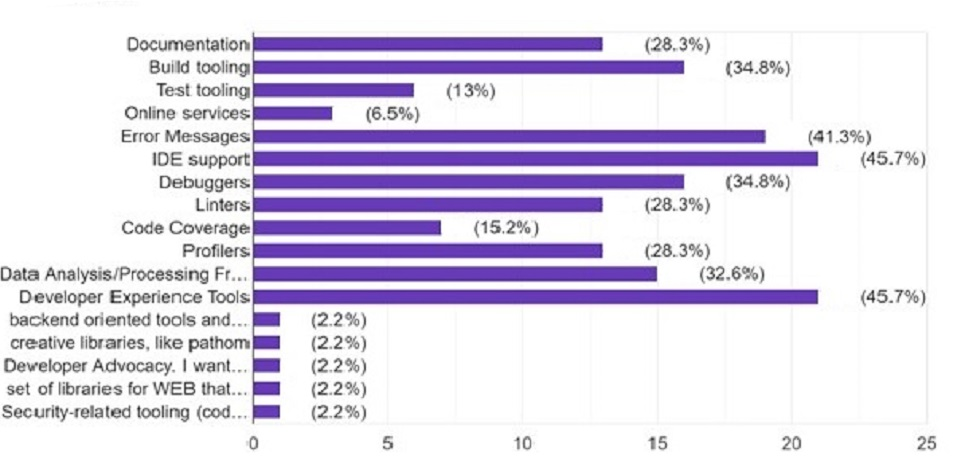 Documentation (28.3%)
Build tooling (34.8%)
Test tooling (13%)
Online services (6.5%)
Error Messages (41.3%)
IDE support (45.7%)
Debuggers (34.8%)
Linters (28.3%)
Code Coverage (15.2%)
Profilers (28.3%)
Data Analysis/Processing Fr... (32.6%)
Developer Experience Tools (45.7%)
backend oriented tools and... (2.2%)
creative libraries, like pathom (2.2%)
Developer Advocacy. I want... (2.2%)
set of libraries for WEB that... (2.2%)
Security-related tooling (cod... (2.2%)
0 5 10 15 20 25